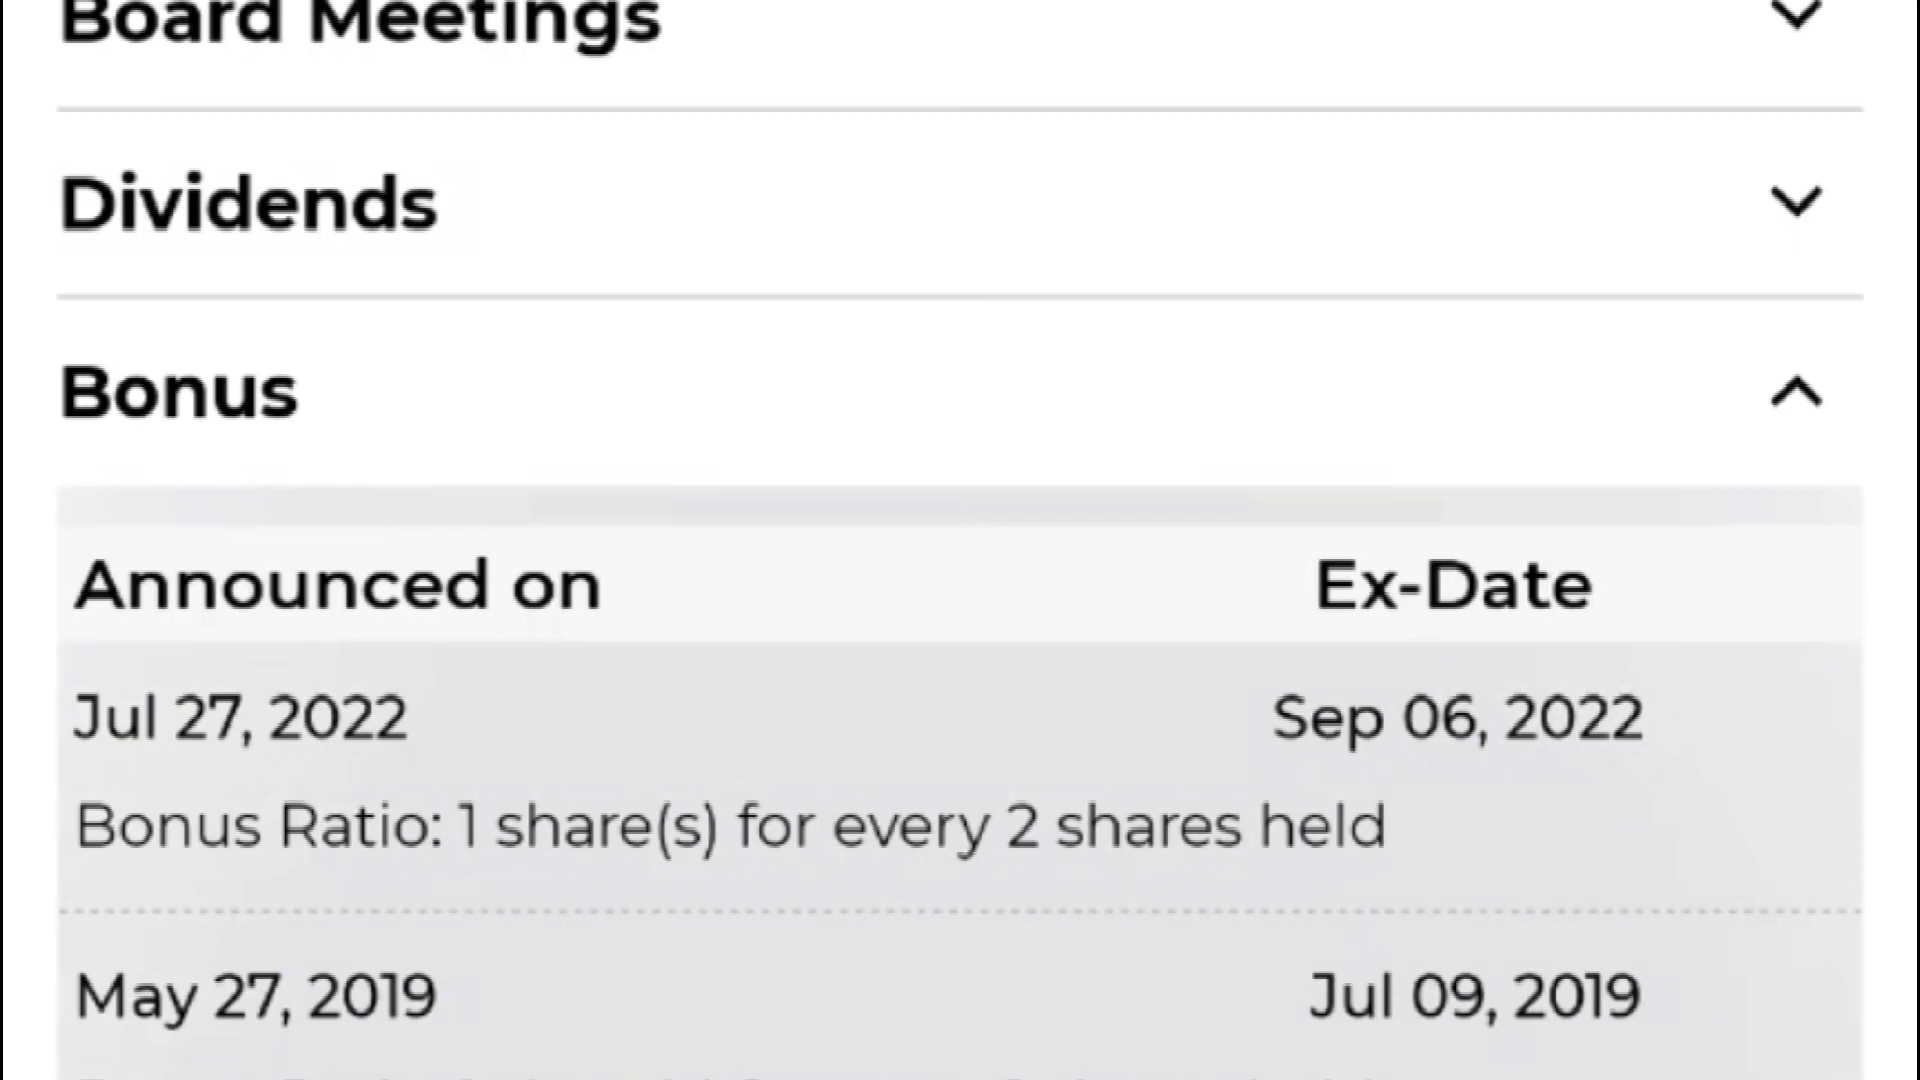 Board Meetings
Dividends
Bonus
Announced on Ex-Date
Jul 27, 2022 Sep 06, 2022
Bonus Ratio: 1 share(s) for every 2 shares held
May 27, 2019 Jul 09, 2019